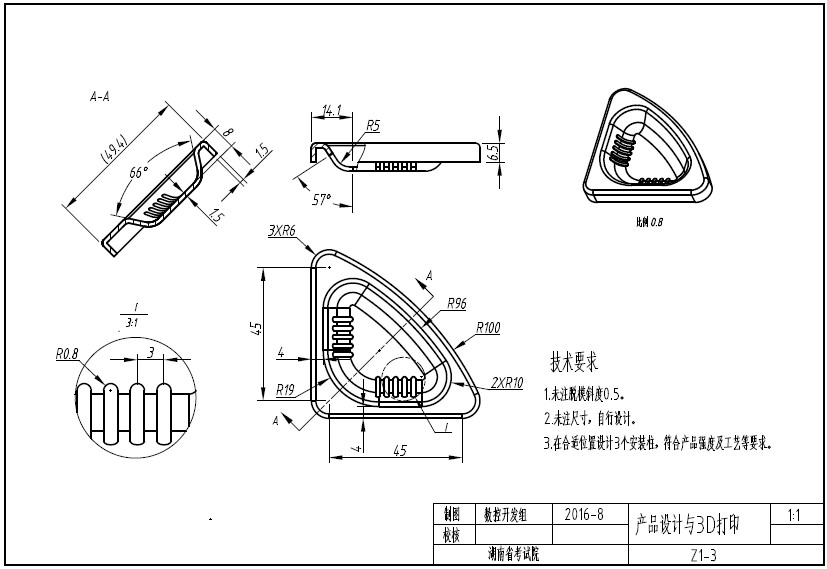 A-A
(49.4)
66°
8
1.5
1.5
14.1
R5
6.5
57°
比例 0.8
3XR6
A
R96
R100
45
4
R19
2XR10
A
I
4
45
I
3:1
R0.8
3
技术要求
1.未注脱模斜度0.5。
2.未注尺寸，自行设计。
3.在合适位置设计3个安装柱，符合产品强度及工艺等要求。
制图 数控开发组 2016-8 产品设计与3D打印 1:1
校核
湖南省考试院 Z1-3